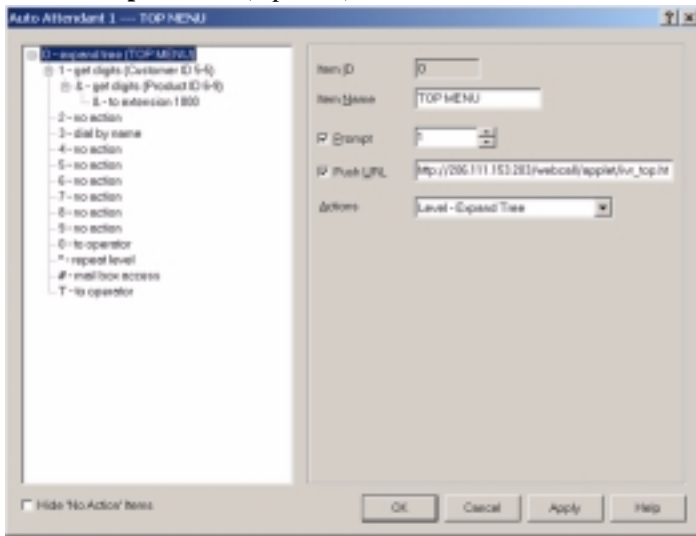 Auto Attendant 1 ---- TOP MENU
0 - expand tree (TOP MENU)
1 - get digits (Customer ID 5-5)
&. - get digits (Product ID 6-6)
&. - to extension 1000
2 - no action
3 - dial by name
4 - no action
5 - no action
6 - no action
7 - no action
8 - no action
9 - no action
0 - to operator
* - repeat level
# - mail box access
T - to operator
Item ID
0
Item Name
TOP MENU
Prompt
1
Push URL
Actions
Level - Expand Tree
Hide 'No Action' Items
OK
Cancel
Apply
Help